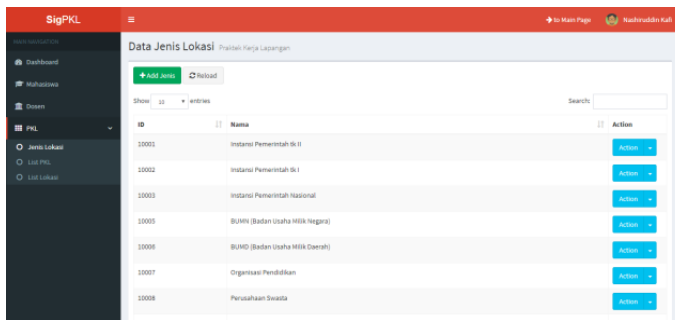 SigPKL
to Main Page Nashiruddin Kafi
MAIN NAVIGATION
Dashboard
Mahasiswa
Dosen
PKL
Jenis Lokasi
List PKL
List Lokasi
Data Jenis Lokasi Praktek Kerja Lapangan
+Add Jenis Reload
Show 10 entries Search:
ID Nama Action
10001 Instansi Pemerintah tk II Action
10002 Instansi Pemerintah tk I Action
10003 Instansi Pemerintah Nasional Action
10005 BUMN (Badan Usaha Milik Negara) Action
10006 BUMD (Badan Usaha Milik Daerah) Action
10007 Organisasi Pendidikan Action
10008 Perusahaan Swasta Action